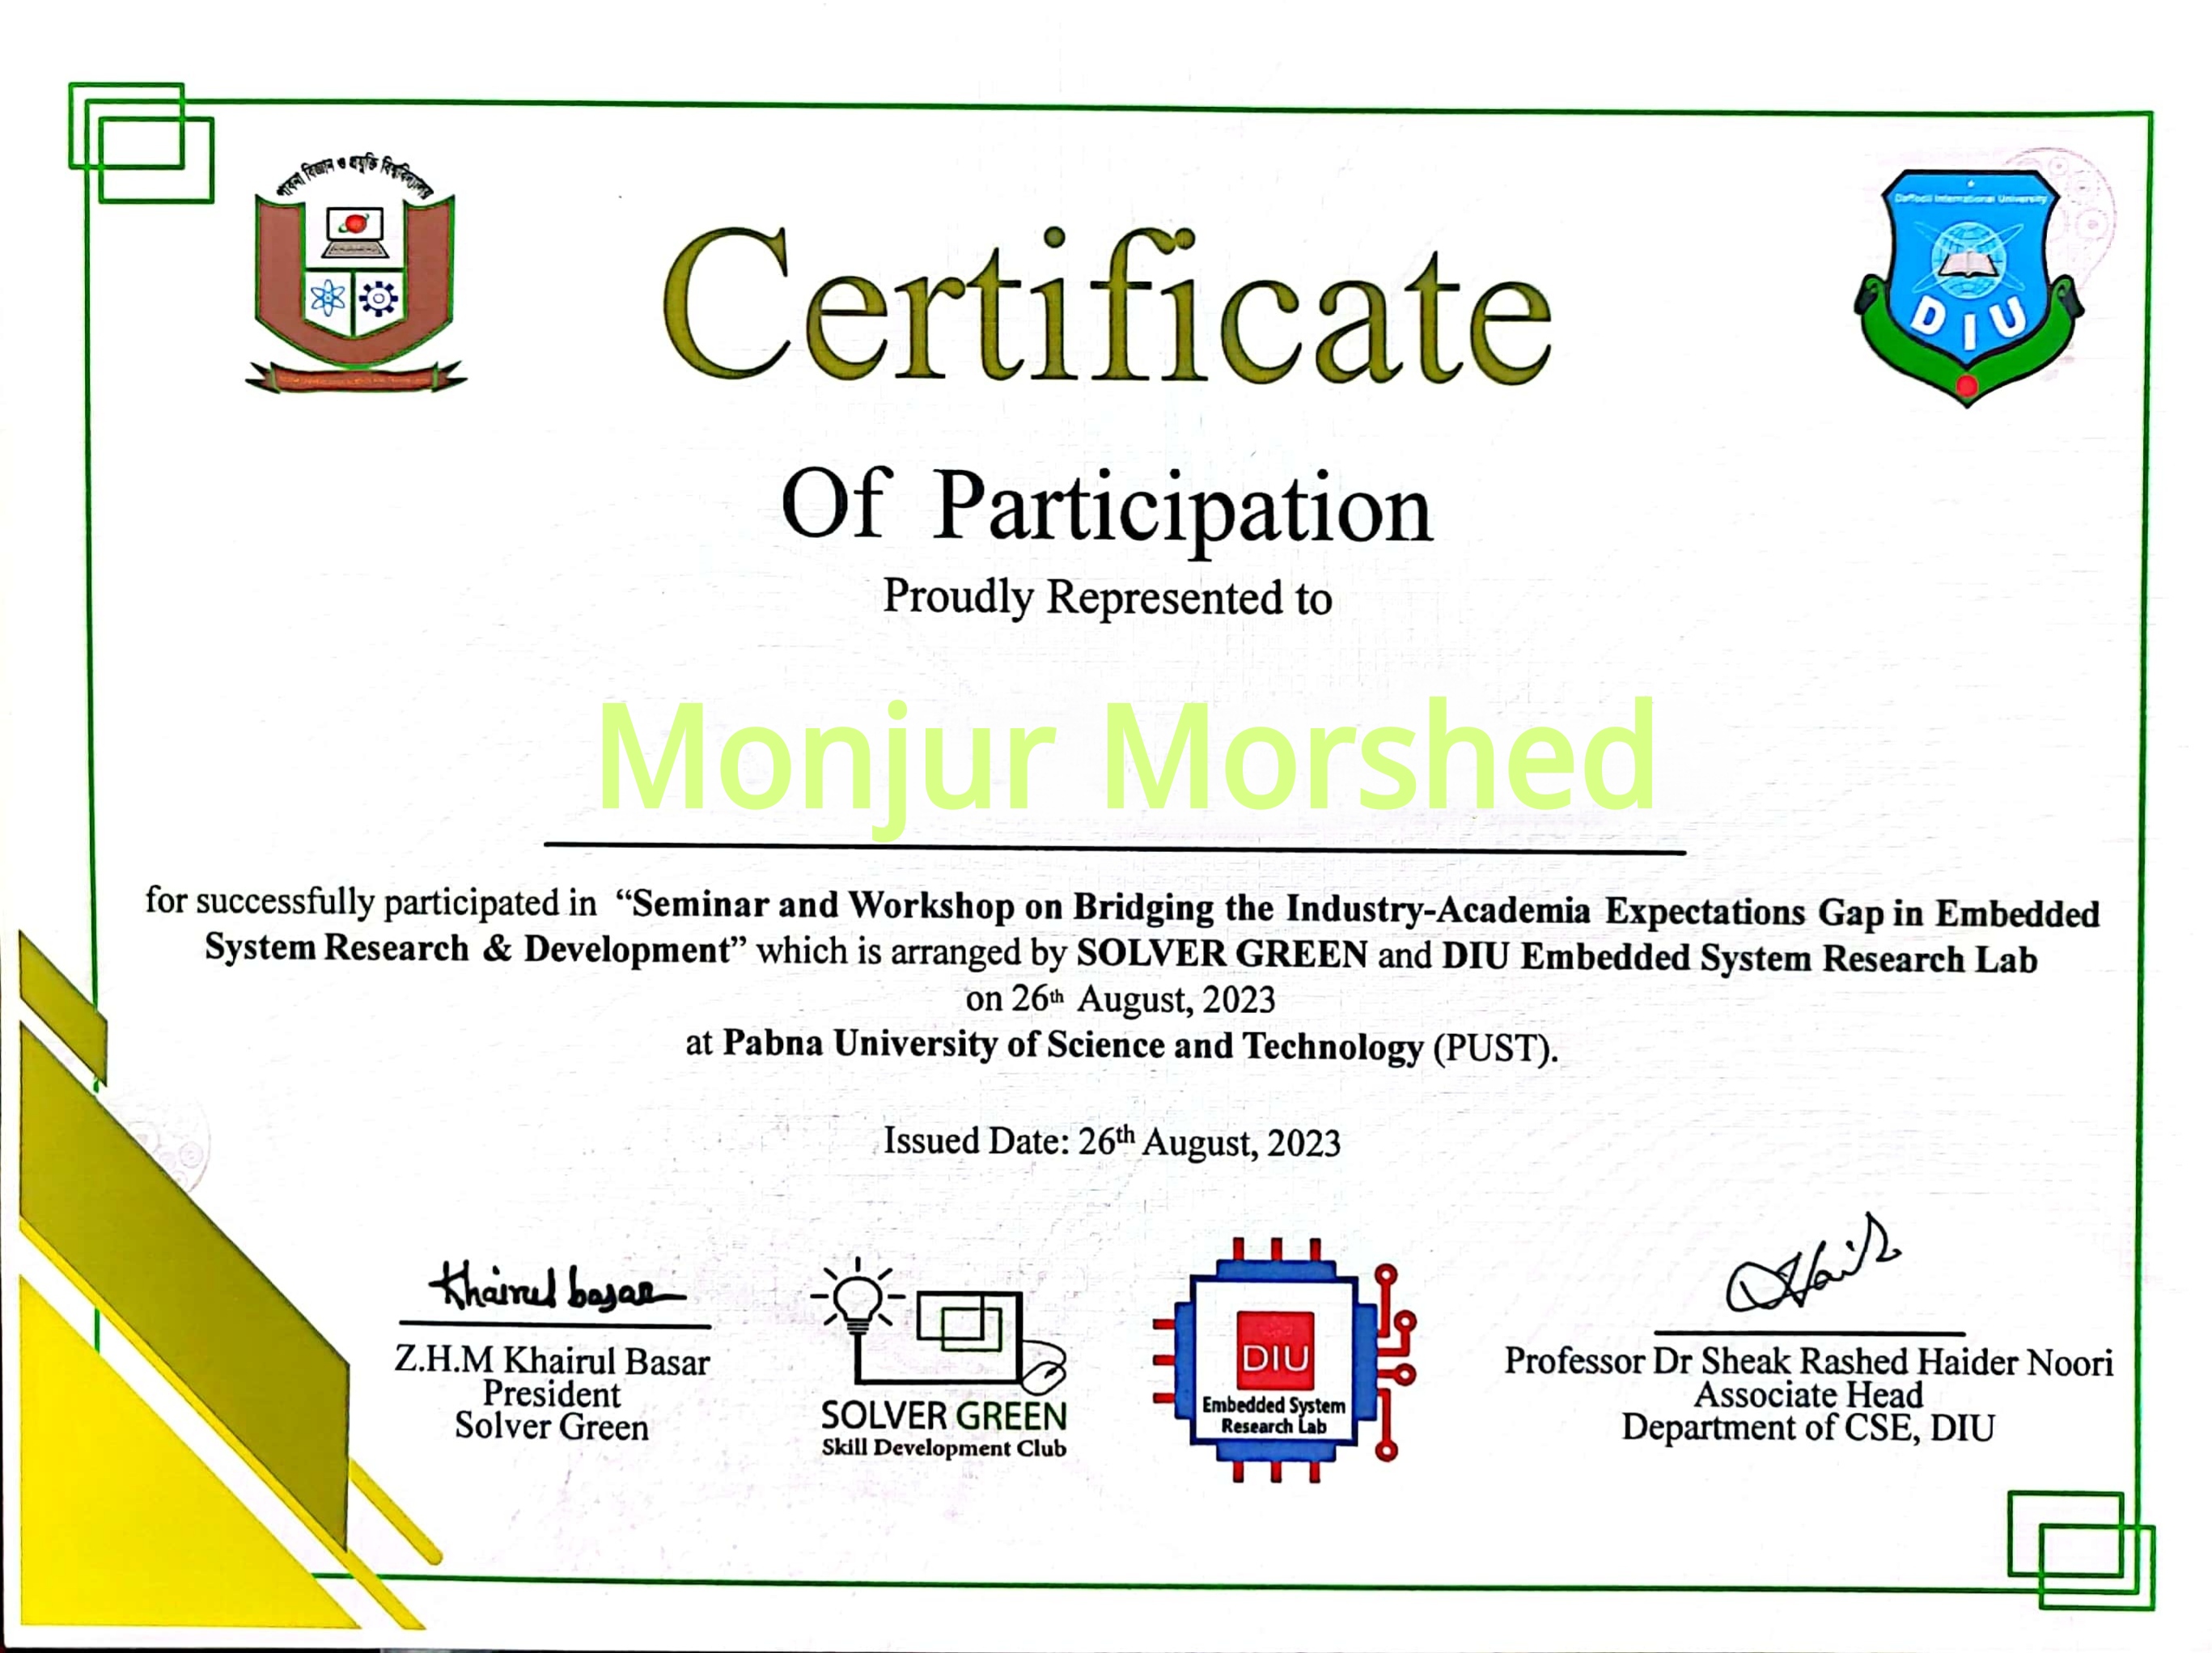 পাবনা বিজ্ঞান ও প্রযুক্তি বিশ্ববিদ্যালয়
Daffodil International University
DIU
Certificate
Of Participation
Proudly Represented to
Monjur Morshed
for successfully participated in “Seminar and Workshop on Bridging the Industry-Academia Expectations Gap in Embedded
System Research & Development” which is arranged by SOLVER GREEN and DIU Embedded System Research Lab
on 26th August, 2023
at Pabna University of Science and Technology (PUST).
Issued Date: 26th August, 2023
Khairul basar
Z.H.M Khairul Basar
President
Solver Green
SOLVER GREEN
Skill Development Club
DIU
Embedded System
Research Lab
Professor Dr Sheak Rashed Haider Noori
Associate Head
Department of CSE, DIU